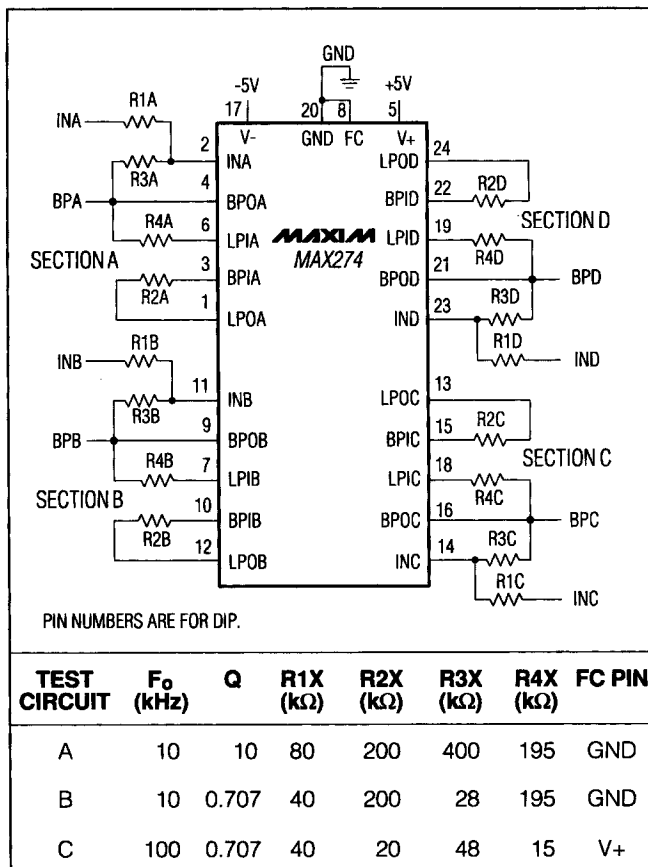 GND
-5V
+5V
R1A
17
20
8
5
INA
V-
GND FC
V+
2
24
INA
LPOD
R3A
R2D
4
22
BPA
BPOA
BPID
R4A
SECTION D
6
19
LPIA
MAXIM
LPID
R4D
SECTION A
MAX274
3
21
BPIA
BPOD
BPD
R2A
R3D
1
23
LPOA
IND
R1B
R1D
INB
IND
11
13
INB
LPOC
R3B
R2C
9
15
BPB
BPOB
BPIC
R4B
SECTION C
7
18
LPIB
LPIC
R4C
SECTION B
10
16
BPIB
BPOC
BPC
R2B
R3C
12
14
LPOB
INC
R1C
INC
PIN NUMBERS ARE FOR DIP.
TEST CIRCUIT Fo (kHz) Q R1X (kΩ) R2X (kΩ) R3X (kΩ) R4X (kΩ) FC PIN
A 10 10 80 200 400 195 GND
B 10 0.707 40 200 28 195 GND
C 100 0.707 40 20 48 15 V+